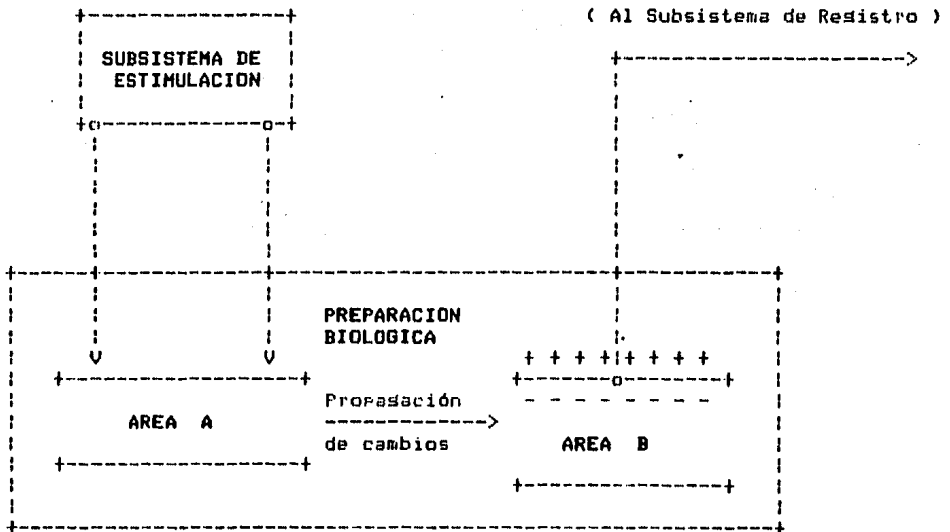 ( Al Subsistema de Registro )
SUBSISTEMA DE
ESTIMULACION
PREPARACION
BIOLOGICA
V V
+ + + + + + + +
- - - - - - - -
AREA A
Propagación
de cambios
AREA B